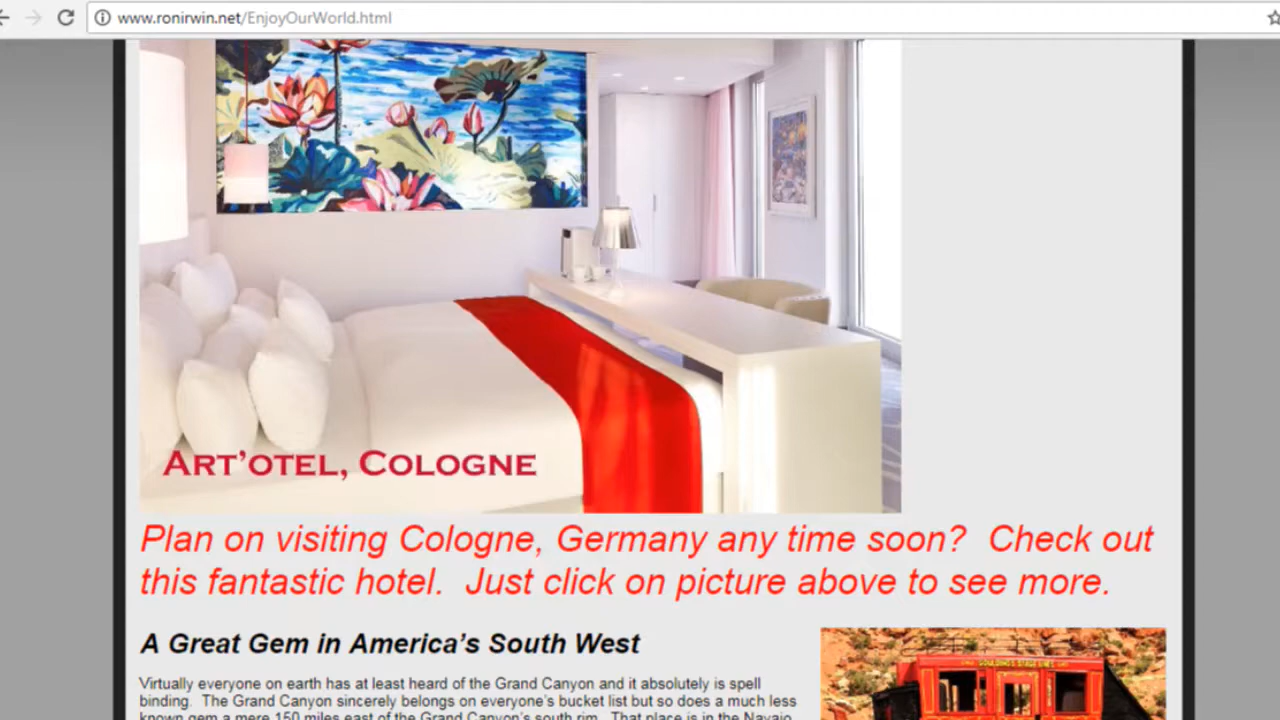 www.ronirwin.net/EnjoyOurWorld.html
Art'otel, Cologne
Plan on visiting Cologne, Germany any time soon?  Check out
this fantastic hotel.  Just click on picture above to see more.
A Great Gem in America's South West
Virtually everyone on earth has at least heard of the Grand Canyon and it absolutely is spell
binding.  The Grand Canyon sincerely belongs on everyone's bucket list but so does a much less
known gem a mere 150 miles east of the Grand Canyon's south rim.  That place is in the Navajo